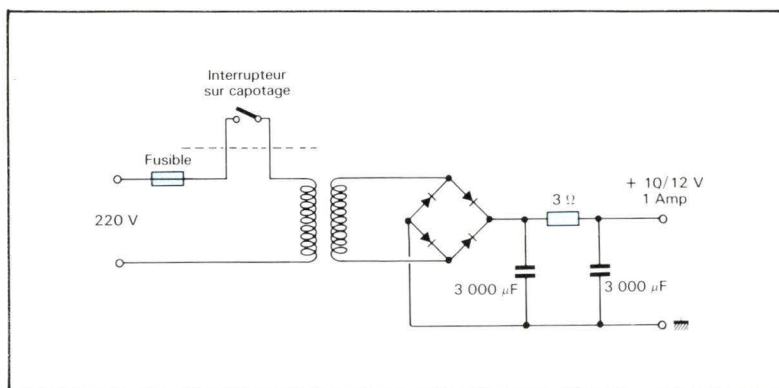 Interrupteur
sur capotage
Fusible
220 V
3 Ω
+ 10/12 V
1 Amp
3 000 µF
3 000 µF